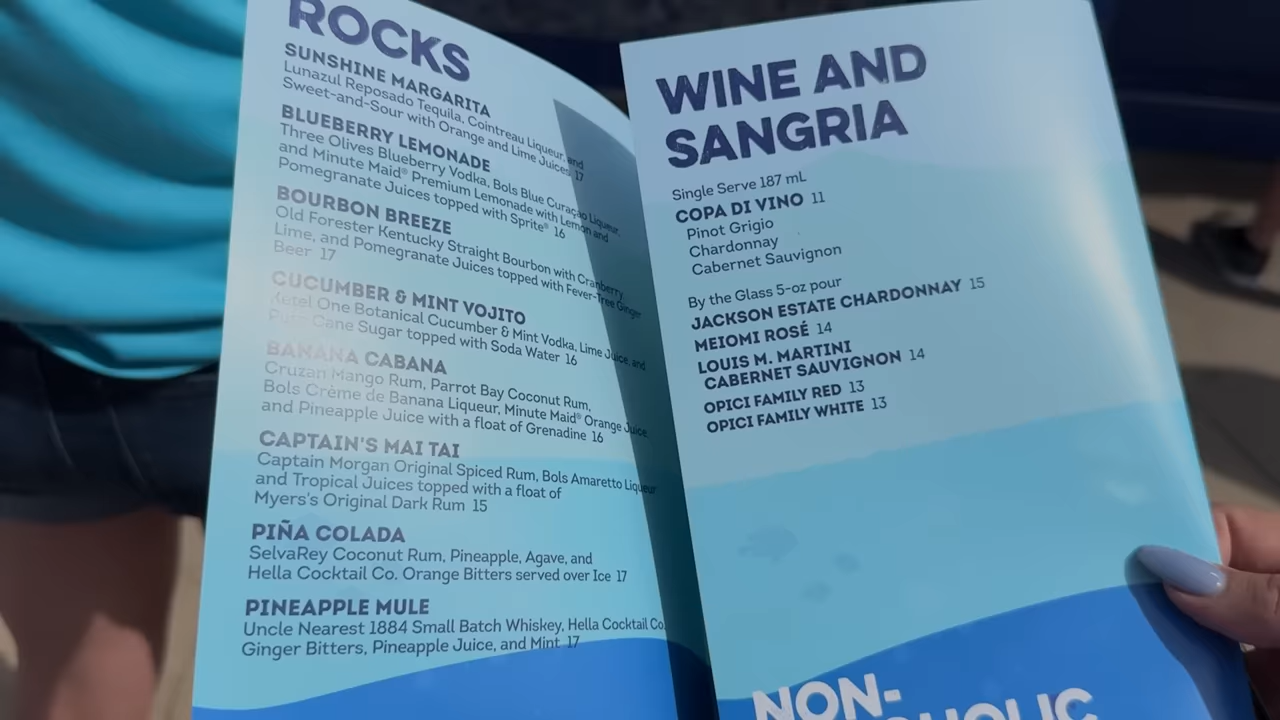 ROCKS
SUNSHINE MARGARITA
Lunazul Reposado Tequila, Cointreau Liqueur, and
Sweet-and-Sour with Orange and Lime Juices 17
BLUEBERRY LEMONADE
Three Olives Blueberry Vodka, Bols Blue Curaçao Liqueur,
and Minute Maid® Premium Lemonade with Lemon and
Pomegranate Juices topped with Sprite® 16
BOURBON BREEZE
Old Forester Kentucky Straight Bourbon with Cranberry,
Lime, and Pomegranate Juices topped with Fever-Tree Ginger
Beer 17
CUCUMBER & MINT VOJITO
Ketel One Botanical Cucumber & Mint Vodka, Lime Juice, and
Pure Cane Sugar topped with Soda Water 16
BANANA CABANA
Cruzan Mango Rum, Parrot Bay Coconut Rum,
Bols Crème de Banana Liqueur, Minute Maid® Orange Juice,
and Pineapple Juice with a float of Grenadine 16
CAPTAIN'S MAI TAI
Captain Morgan Original Spiced Rum, Bols Amaretto Liqueur
and Tropical Juices topped with a float of
Myers's Original Dark Rum 15
PIÑA COLADA
SelvaRey Coconut Rum, Pineapple, Agave, and
Hella Cocktail Co. Orange Bitters served over Ice 17
PINEAPPLE MULE
Uncle Nearest 1884 Small Batch Whiskey, Hella Cocktail Co.
Ginger Bitters, Pineapple Juice, and Mint 17
WINE AND
SANGRIA
Single Serve 187 mL
COPA DI VINO 11
Pinot Grigio
Chardonnay
Cabernet Sauvignon
By the Glass 5-oz pour
JACKSON ESTATE CHARDONNAY 15
MEIOMI ROSÉ 14
LOUIS M. MARTINI
CABERNET SAUVIGNON 14
OPICI FAMILY RED 13
OPICI FAMILY WHITE 13
NON-